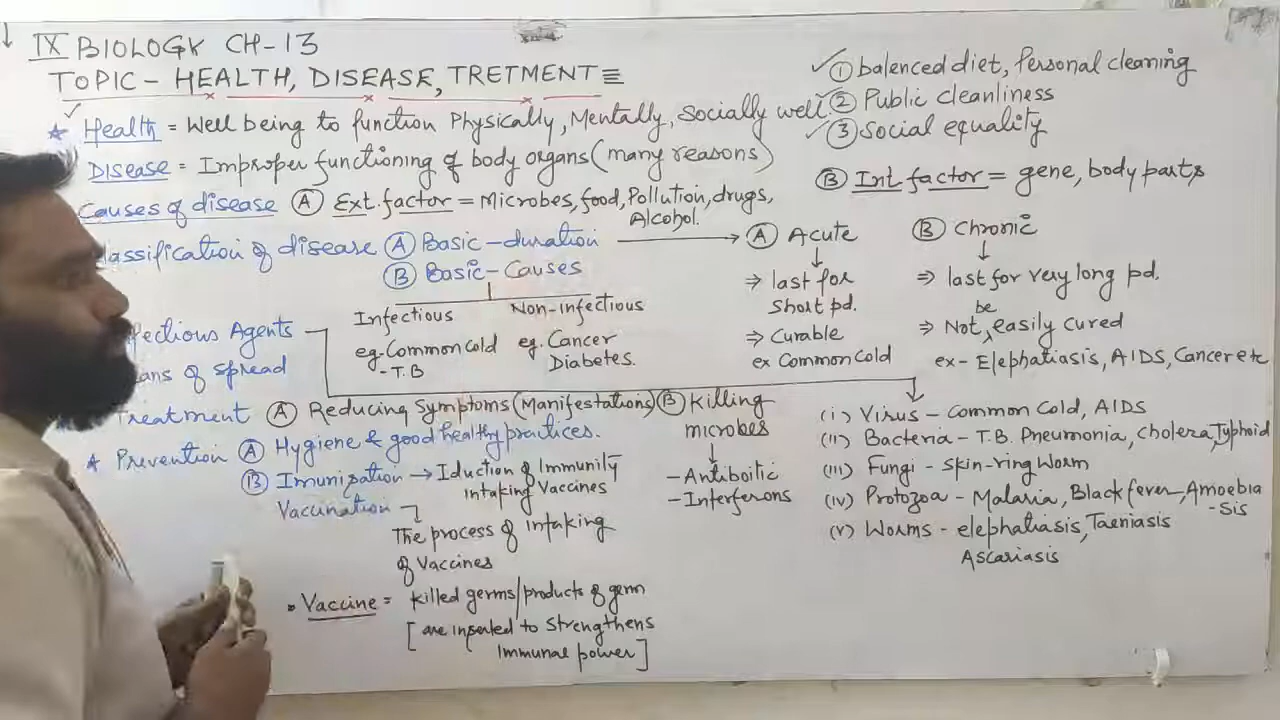 IX BIOLOGY CH-13
TOPIC - HEALTH, DISEASE, TRETMENT
① balenced diet, Personal cleaning
② Public cleanliness
③ Social equality
Health = Well being to function Physically, Mentally, Socially well
Disease = Improper functioning of body organs (many reasons)
Causes of disease Ⓐ Ext. factor = Microbes, food, Pollution, drugs,
Alcohol.
Ⓑ Int factor = gene, body parts
lassification of disease Ⓐ Basic - duration → Ⓐ Acute Ⓑ Chronic
Ⓑ Basic - Causes
Infectious Non-infectious
eg. Common Cold eg. Cancer
- T.B Diabetes.
⇒ last for
Short pd.
⇒ Curable
ex Common Cold
⇒ last for very long pd.
be
⇒ Not ^ easily cured
ex - Elephatiasis, AIDS, Cancer etc
fectious Agents
ans of spread
(i) Virus - Common Cold, AIDS
(ii) Bacteria - T.B. Pneumonia, Cholera, Typhoid
(iii) Fungi - Skin-ring Worm
(iv) Protozoa - Malaria, Black fever, Amoebia
- sis
(v) Worms - elephatiasis, Taeniasis
Ascariasis
Treatment Ⓐ Reducing Symptoms (Manifestations) Ⓑ Killing
microbes
- Antiboitic
- Interferons
Prevention Ⓐ Hygiene & good healthy practices.
Ⓑ Imunization → Iduction of Immunity
intaking Vaccines
Vaccination
The process of intaking
of Vaccines
Vaccine = killed germs/products of germ
[are inserted to Strengthens
Immunal power]